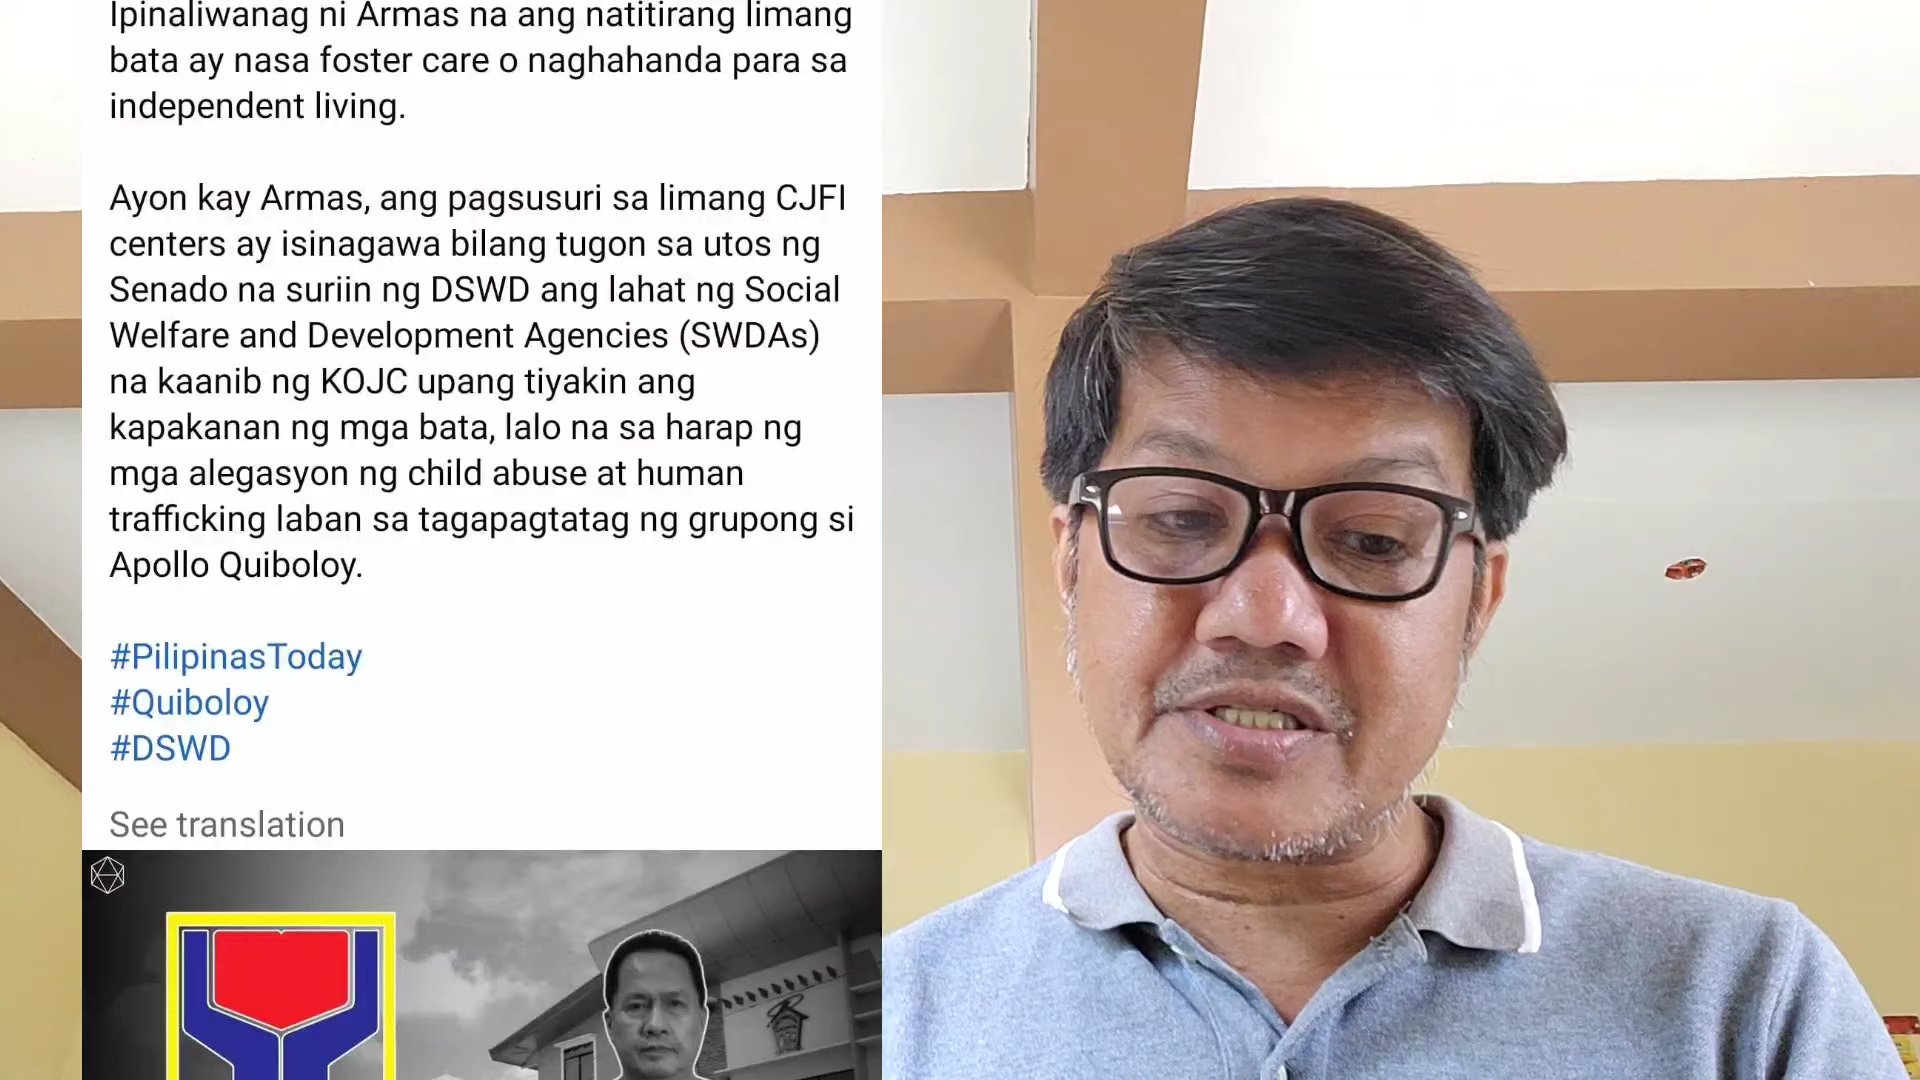 Ipinaliwanag ni Armas na ang natitirang limang
bata ay nasa foster care o naghahanda para sa
independent living.
Ayon kay Armas, ang pagsusuri sa limang CJFI
centers ay isinagawa bilang tugon sa utos ng
Senado na suriin ng DSWD ang lahat ng Social
Welfare and Development Agencies (SWDAs)
na kaanib ng KOJC upang tiyakin ang
kapakanan ng mga bata, lalo na sa harap ng
mga alegasyon ng child abuse at human
trafficking laban sa tagapagtatag ng grupong si
Apollo Quiboloy.
#PilipinasToday
#Quiboloy
#DSWD
See translation